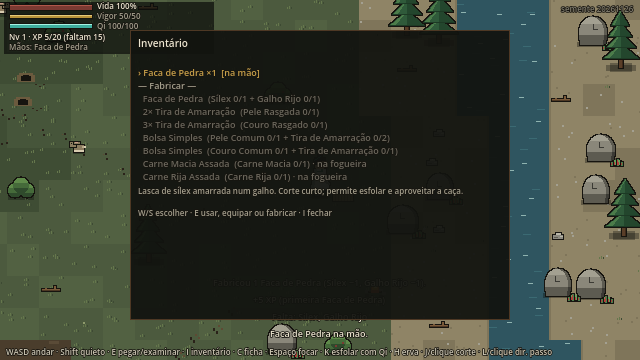 Vida 100%
Vigor 50/50
Qi 100/100
Nv 1 · XP 5/20 (faltam 15)
Mãos: Faca de Pedra
Inventário
› Faca de Pedra ×1 [na mão]
— Fabricar —
Faca de Pedra (Sílex 0/1 + Galho Rijo 0/1)
2× Tira de Amarração (Pele Rasgada 0/1)
3× Tira de Amarração (Couro Rasgado 0/1)
Bolsa Simples (Pele Comum 0/1 + Tira de Amarração 0/2)
Bolsa Simples (Couro Comum 0/1 + Tira de Amarração 0/1)
Carne Macia Assada (Carne Macia 0/1) · na fogueira
Carne Rija Assada (Carne Rija 0/1) · na fogueira
Lasca de sílex amarrada num galho. Corte curto; permite esfolar e aproveitar a caça.
W/S escolher · E usar, equipar ou fabricar · I fechar
Faca de Pedra na mão.
WASD andar · Shift quieto · E pegar/examinar · I inventário · C ficha · Espaço focar · K esfolar com Qi · H erva · J/clique corte · L/clique dir. passo